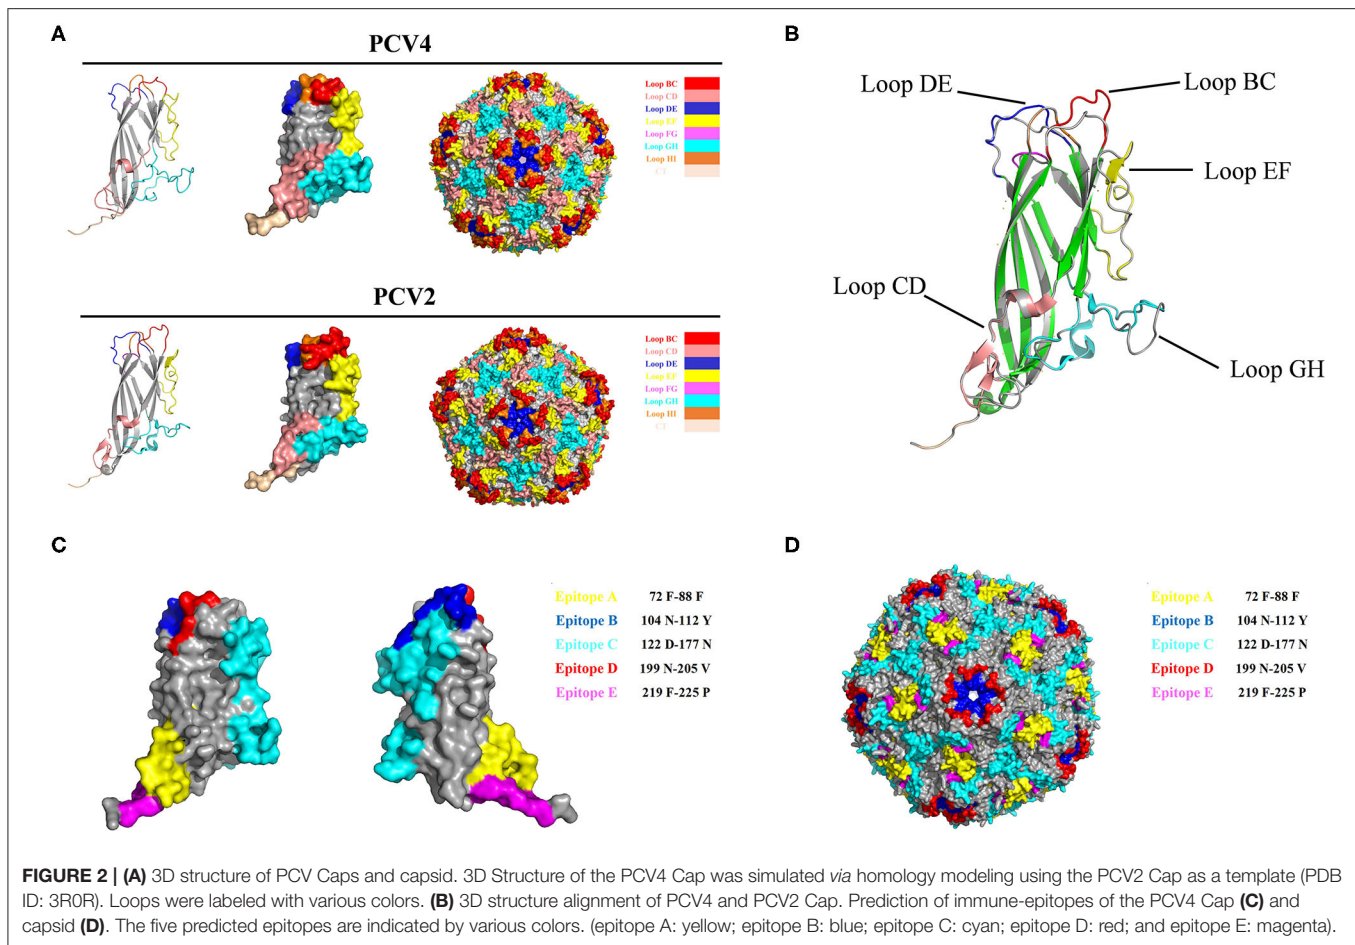 A
PCV4
Loop BC
Loop CD
Loop DE
Loop EF
Loop FG
Loop GH
Loop HI
CT
PCV2
Loop BC
Loop CD
Loop DE
Loop EF
Loop FG
Loop GH
Loop HI
CT
B
Loop DE
Loop BC
Loop EF
Loop CD
Loop GH
C
Epitope A 72 F-88 F
Epitope B 104 N-112 Y
Epitope C 122 D-177 N
Epitope D 199 N-205 V
Epitope E 219 F-225 P
D
Epitope A 72 F-88 F
Epitope B 104 N-112 Y
Epitope C 122 D-177 N
Epitope D 199 N-205 V
Epitope E 219 F-225 P
FIGURE 2 | (A) 3D structure of PCV Caps and capsid. 3D Structure of the PCV4 Cap was simulated via homology modeling using the PCV2 Cap as a template (PDB
ID: 3R0R). Loops were labeled with various colors. (B) 3D structure alignment of PCV4 and PCV2 Cap. Prediction of immune-epitopes of the PCV4 Cap (C) and
capsid (D). The five predicted epitopes are indicated by various colors. (epitope A: yellow; epitope B: blue; epitope C: cyan; epitope D: red; and epitope E: magenta).